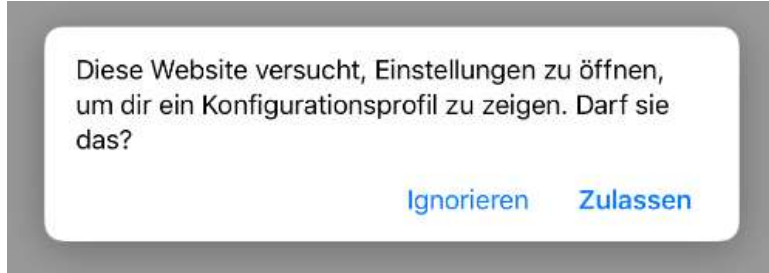 Diese Website versucht, Einstellungen zu öffnen,
um dir ein Konfigurationsprofil zu zeigen. Darf sie
das?
Ignorieren Zulassen